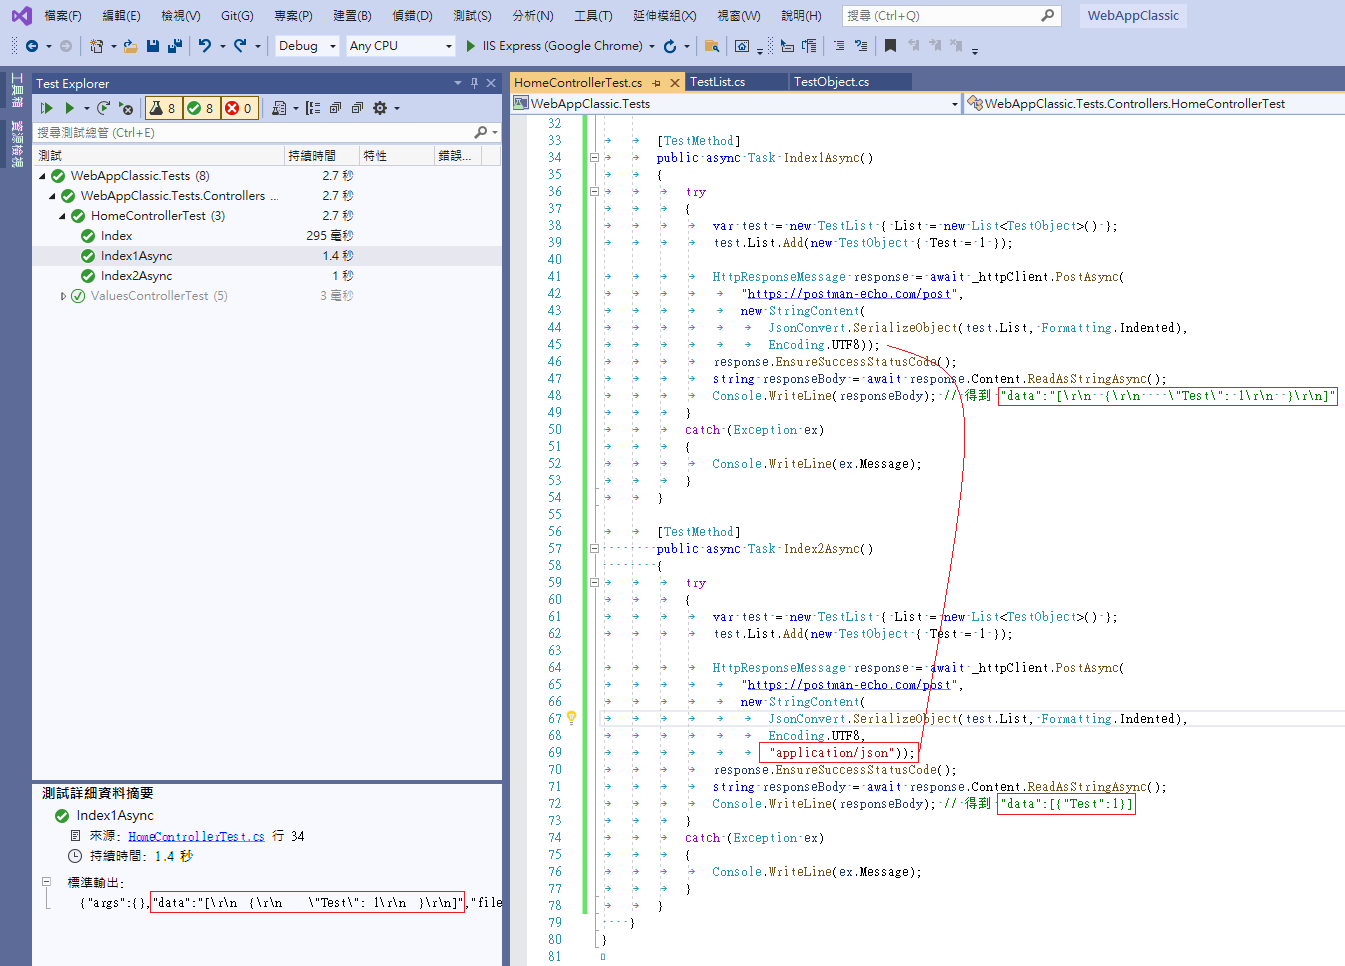 檔案(F) 編輯(E) 檢視(V) Git(G) 專案(P) 建置(B) 偵錯(D) 測試(S) 分析(N) 工具(T) 延伸模組(X) 視窗(W) 說明(H) 搜尋 (Ctrl+Q) WebAppClassic
Debug Any CPU IIS Express (Google Chrome)
工具箱
資源檢視
Test Explorer
8 8 0
搜尋測試總管 (Ctrl+E)
測試 持續時間 特性 錯誤...
WebAppClassic.Tests (8) 2.7 秒
WebAppClassic.Tests.Controllers ... 2.7 秒
HomeControllerTest (3) 2.7 秒
Index 295 毫秒
Index1Async 1.4 秒
Index2Async 1 秒
ValuesControllerTest (5) 3 毫秒
測試詳細資料摘要
Index1Async
來源: HomeControllerTest.cs 行 34
持續時間: 1.4 秒
標準輸出:
{"args":{},"data":"[\r\n  {\r\n    \"Test\": 1\r\n  }\r\n]","file
HomeControllerTest.cs TestList.cs TestObject.cs
WebAppClassic.Tests WebAppClassic.Tests.Controllers.HomeControllerTest
32
33 [TestMethod]
34 public async Task Index1Async()
35 {
36 try
37 {
38 var test = new TestList { List = new List<TestObject>() };
39 test.List.Add(new TestObject { Test = 1 });
40
41 HttpResponseMessage response = await _httpClient.PostAsync(
42 "https://postman-echo.com/post",
43 new StringContent(
44 JsonConvert.SerializeObject(test.List, Formatting.Indented),
45 Encoding.UTF8));
46 response.EnsureSuccessStatusCode();
47 string responseBody = await response.Content.ReadAsStringAsync();
48 Console.WriteLine(responseBody); // 得到 "data":"[\r\n  {\r\n    \"Test\": 1\r\n  }\r\n]"
49 }
50 catch (Exception ex)
51 {
52 Console.WriteLine(ex.Message);
53 }
54 }
55
56 [TestMethod]
57 public async Task Index2Async()
58 {
59 try
60 {
61 var test = new TestList { List = new List<TestObject>() };
62 test.List.Add(new TestObject { Test = 1 });
63
64 HttpResponseMessage response = await _httpClient.PostAsync(
65 "https://postman-echo.com/post",
66 new StringContent(
67 JsonConvert.SerializeObject(test.List, Formatting.Indented),
68 Encoding.UTF8,
69 "application/json"));
70 response.EnsureSuccessStatusCode();
71 string responseBody = await response.Content.ReadAsStringAsync();
72 Console.WriteLine(responseBody); // 得到 "data":[{"Test":1}]
73 }
74 catch (Exception ex)
75 {
76 Console.WriteLine(ex.Message);
77 }
78 }
79 }
80 }
81